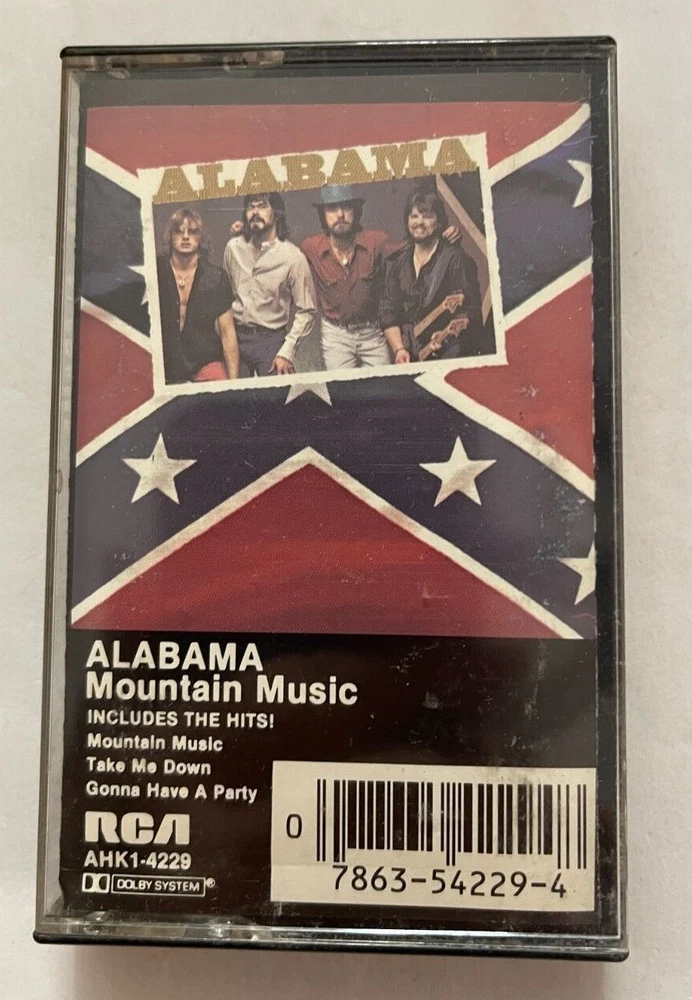 ALABAMA
ALABAMA
Mountain Music
INCLUDES THE HITS!
Mountain Music
Take Me Down
Gonna Have A Party
RCA
AHK1-4229
DOLBY SYSTEM®
0
7863-54229-4